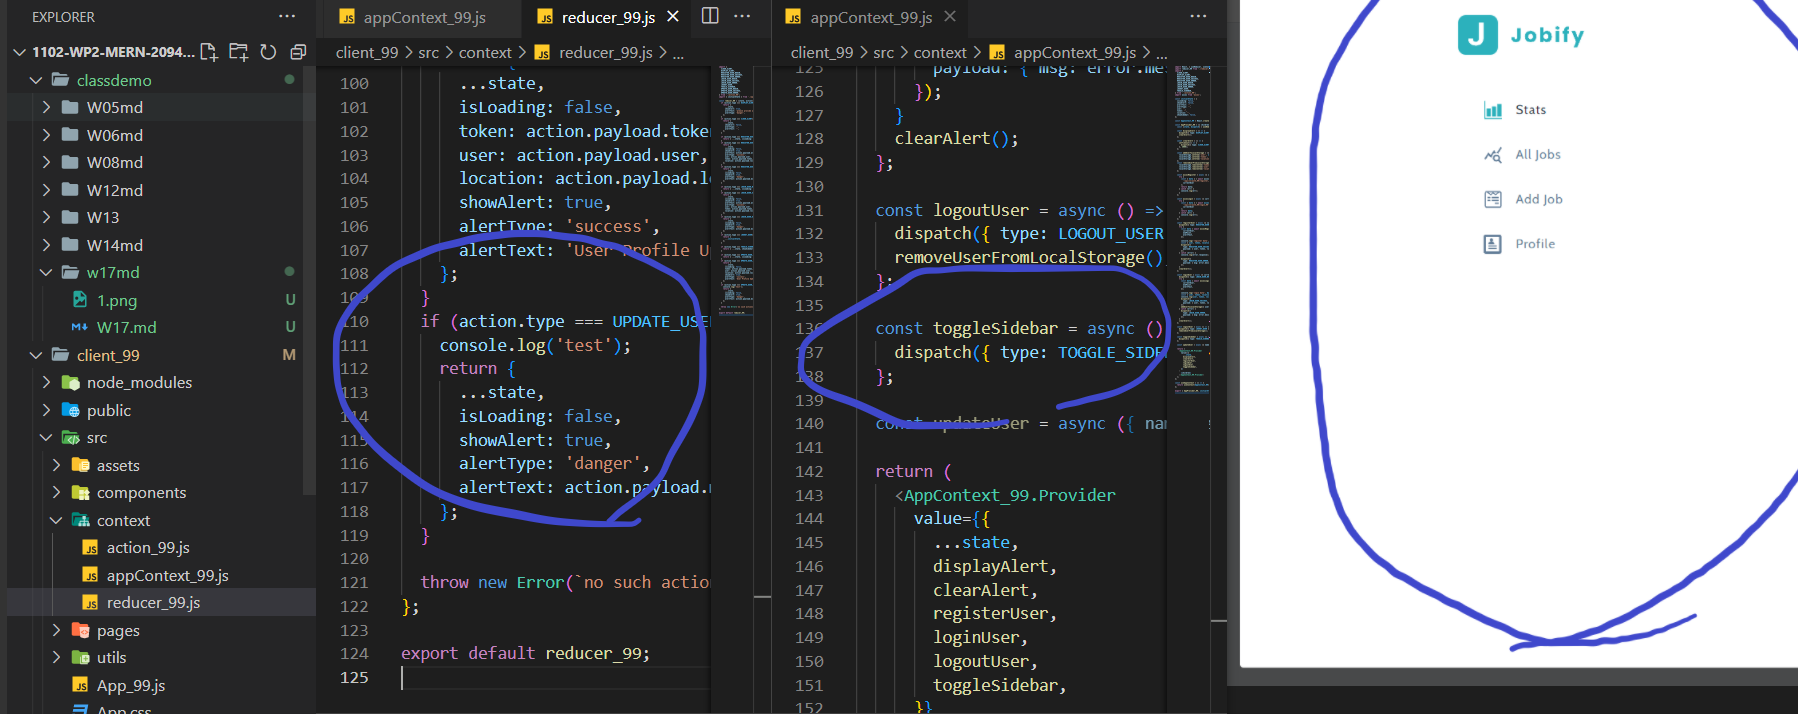 EXPLORER
1102-WP2-MERN-2094...
classdemo
W05md
W06md
W08md
W12md
W13
W14md
w17md
1.png U
W17.md U
client_99 M
node_modules
public
src
assets
components
context
action_99.js
appContext_99.js
reducer_99.js
pages
utils
App_99.js
App.css
appContext_99.js
reducer_99.js
client_99 > src > context > reducer_99.js > ...
100 ...state,
101 isLoading: false,
102 token: action.payload.token
103 user: action.payload.user,
104 location: action.payload.lo
105 showAlert: true,
106 alertType: 'success',
107 alertText: 'User Profile Up
108 };
109 }
110 if (action.type === UPDATE_USE
111 console.log('test');
112 return {
113 ...state,
114 isLoading: false,
115 showAlert: true,
116 alertType: 'danger',
117 alertText: action.payload.
118 };
119 }
120
121 throw new Error(`no such actio
122 };
123
124 export default reducer_99;
125
appContext_99.js
client_99 > src > context > appContext_99.js > ...
125 payload: { msg: error.me
126 });
127 }
128 clearAlert();
129 };
130
131 const logoutUser = async () =>
132 dispatch({ type: LOGOUT_USER
133 removeUserFromLocalStorage()
134 };
135
136 const toggleSidebar = async ()
137 dispatch({ type: TOGGLE_SIDE
138 };
139
140 const updateUser = async ({ na
141
142 return (
143 <AppContext_99.Provider
144 value={{
145 ...state,
146 displayAlert,
147 clearAlert,
148 registerUser,
149 loginUser,
150 logoutUser,
151 toggleSidebar,
152 }}
J Jobify
Stats
All Jobs
Add Job
Profile